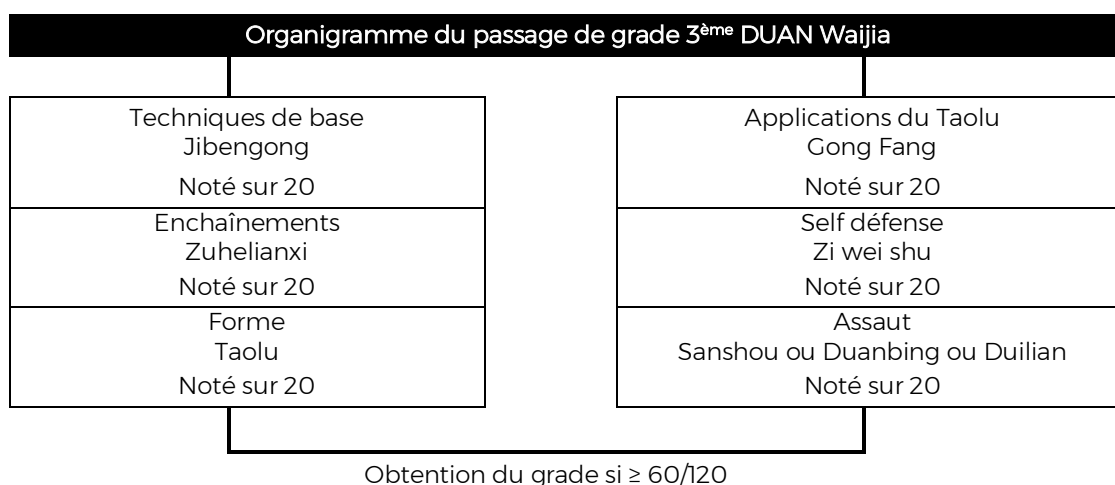 Organigramme du passage de grade 3ème DUAN Waijia
Techniques de base
Jibengong
Noté sur 20
Enchaînements
Zuhelianxi
Noté sur 20
Forme
Taolu
Noté sur 20
Applications du Taolu
Gong Fang
Noté sur 20
Self défense
Zi wei shu
Noté sur 20
Assaut
Sanshou ou Duanbing ou Duilian
Noté sur 20
Obtention du grade si ≥ 60/120